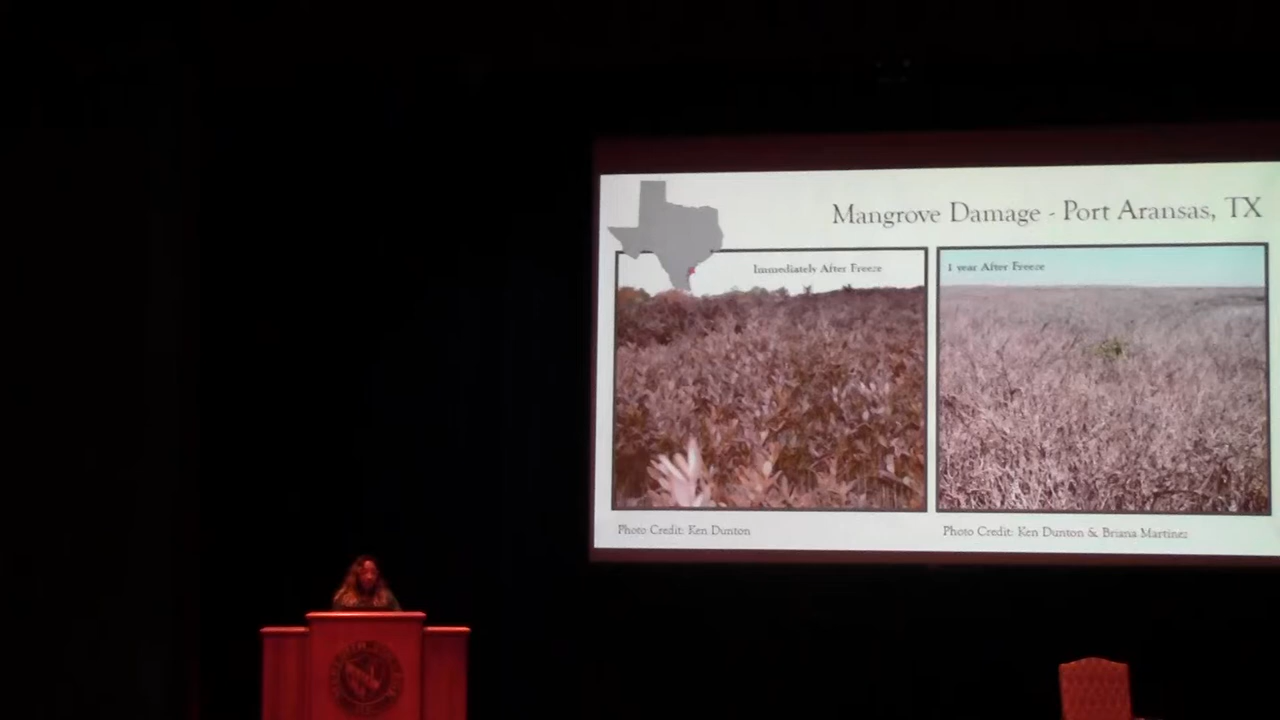 Mangrove Damage - Port Aransas, TX
Immediately After Freeze
1 year After Freeze
Photo Credit: Ken Dunton
Photo Credit: Ken Dunton & Briana Martinez